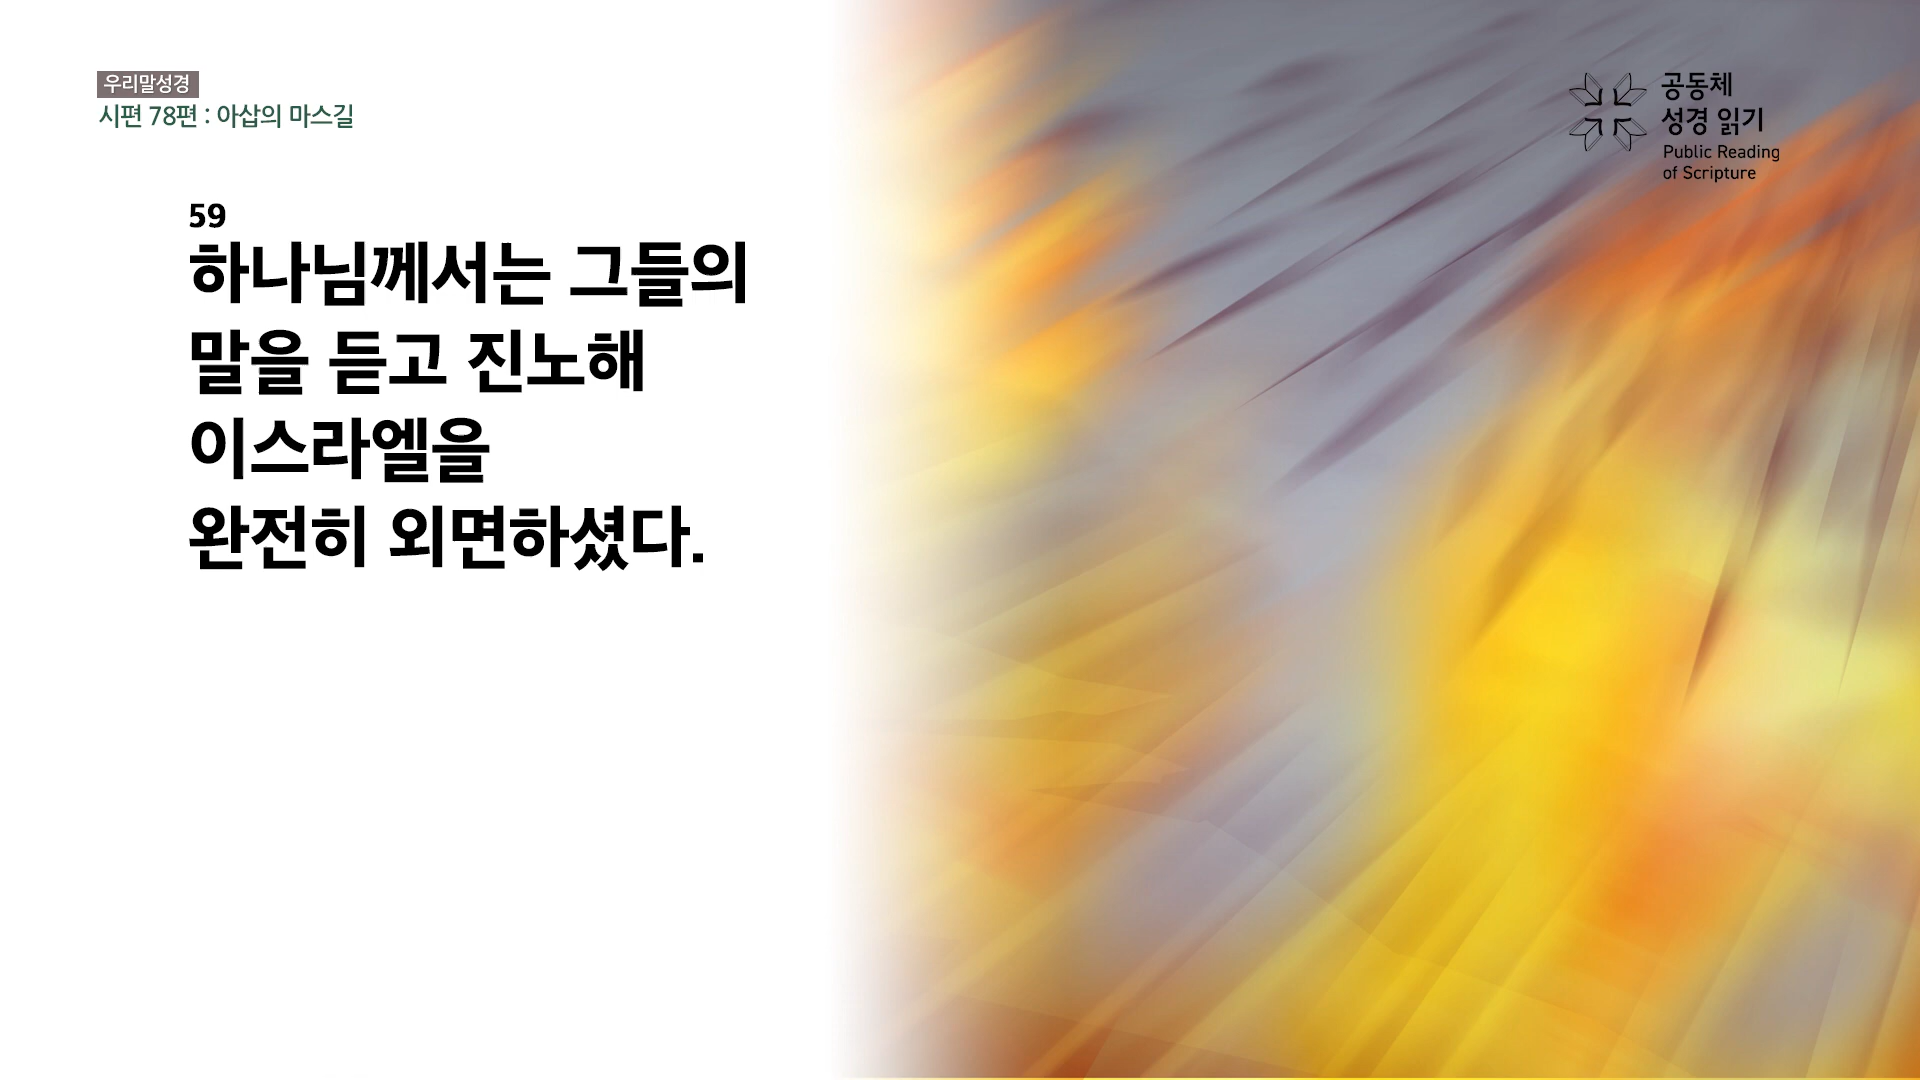 우리말성경
시편 78편 : 아삽의 마스길
공동체
성경 읽기
Public Reading
of Scripture
59
하나님께서는 그들의
말을 듣고 진노해
이스라엘을
완전히 외면하셨다.